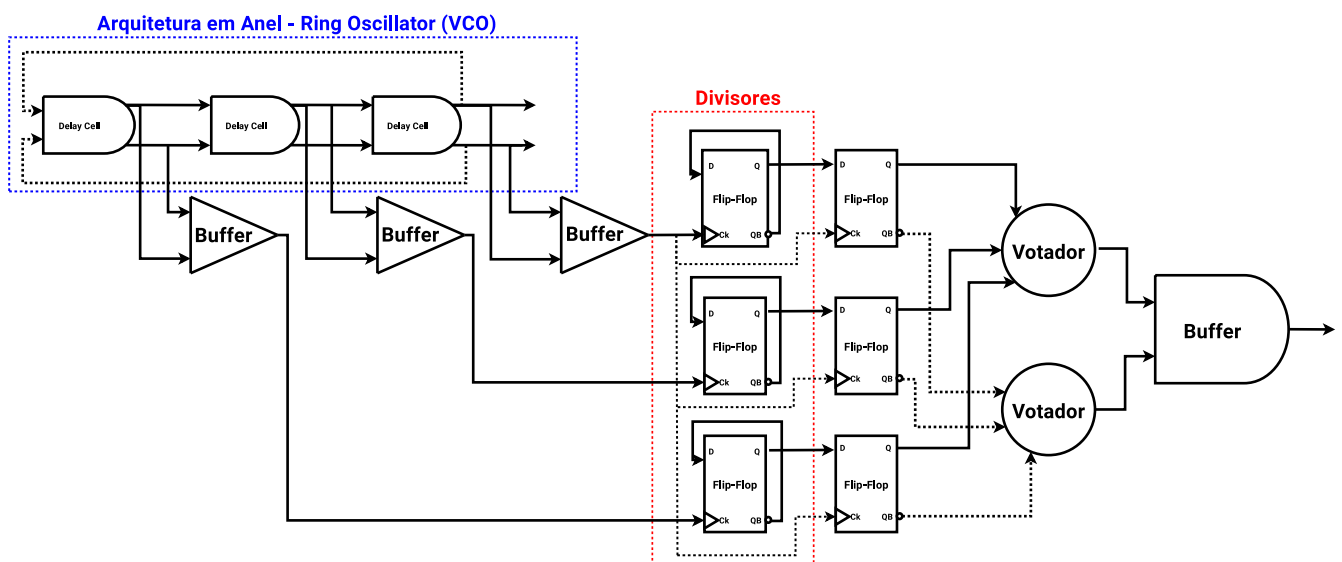 Arquitetura em Anel - Ring Oscillator (VCO)
Delay Cell
Delay Cell
Delay Cell
Buffer
Buffer
Buffer
Divisores
D
Q
Flip-Flop
Ck
QB
D
Q
Flip-Flop
Ck
QB
D
Q
Flip-Flop
Ck
QB
D
Q
Flip-Flop
Ck
QB
D
Q
Flip-Flop
Ck
QB
D
Q
Flip-Flop
Ck
QB
Votador
Votador
Buffer